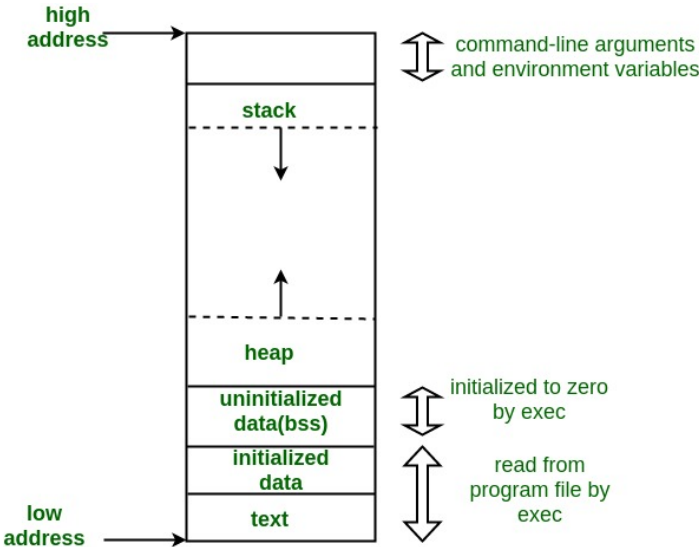 high
address
command-line arguments
and environment variables
stack
heap
uninitialized
data(bss)
initialized to zero
by exec
initialized
data
read from
program file by
exec
text
low
address